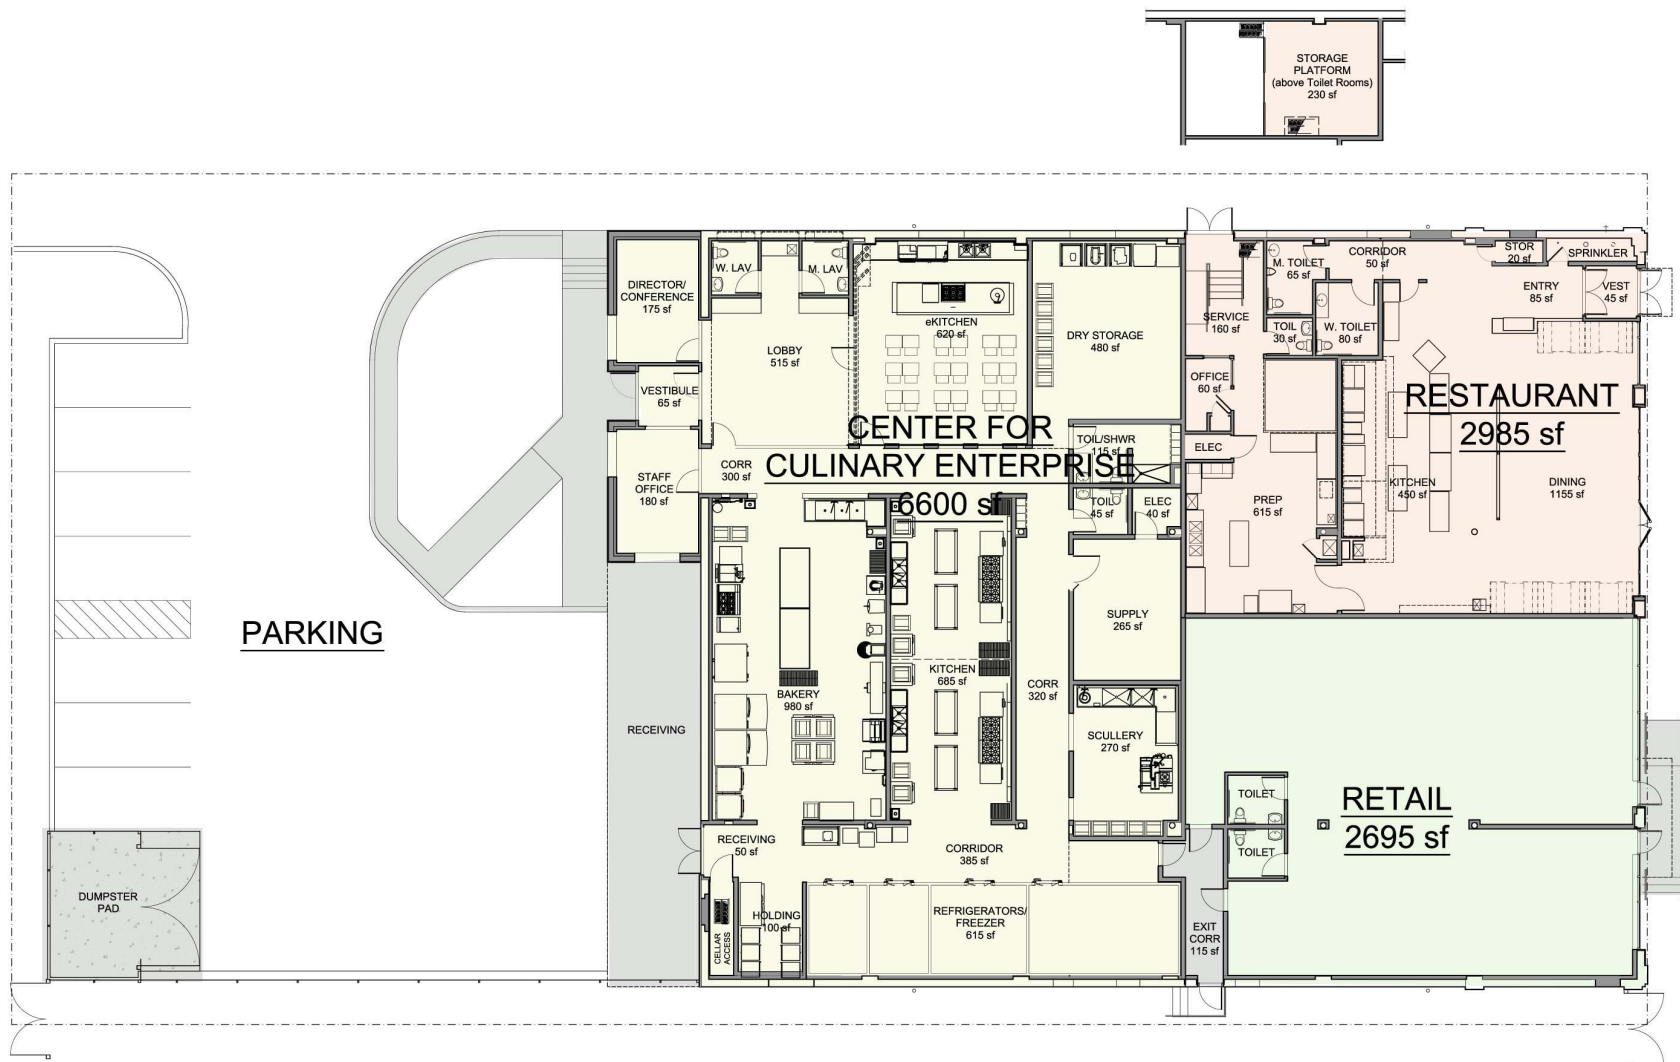 STORAGE
PLATFORM
(above Toilet Rooms)
230 sf
DIRECTOR/
CONFERENCE
175 sf
W. LAV
M. LAV
LOBBY
515 sf
eKITCHEN
620 sf
DRY STORAGE
480 sf
SERVICE
160 sf
M. TOILET
65 sf
CORRIDOR
50 sf
STOR
20 sf
SPRINKLER
ENTRY
85 sf
VEST
45 sf
TOIL
30 sf
W. TOILET
80 sf
VESTIBULE
65 sf
OFFICE
60 sf
RESTAURANT
2985 sf
CENTER FOR
CULINARY ENTERPRISE
6600 sf
TOIL/SHWR
115 sf
ELEC
STAFF
OFFICE
180 sf
CORR
300 sf
TOIL
45 sf
ELEC
40 sf
PREP
615 sf
KITCHEN
450 sf
DINING
1155 sf
PARKING
SUPPLY
265 sf
RECEIVING
BAKERY
980 sf
KITCHEN
685 sf
CORR
320 sf
SCULLERY
270 sf
TOILET
RETAIL
2695 sf
TOILET
RECEIVING
50 sf
CORRIDOR
385 sf
DUMPSTER
PAD
CELLAR
ACCESS
HOLDING
100 sf
REFRIGERATORS/
FREEZER
615 sf
EXIT
CORR
115 sf